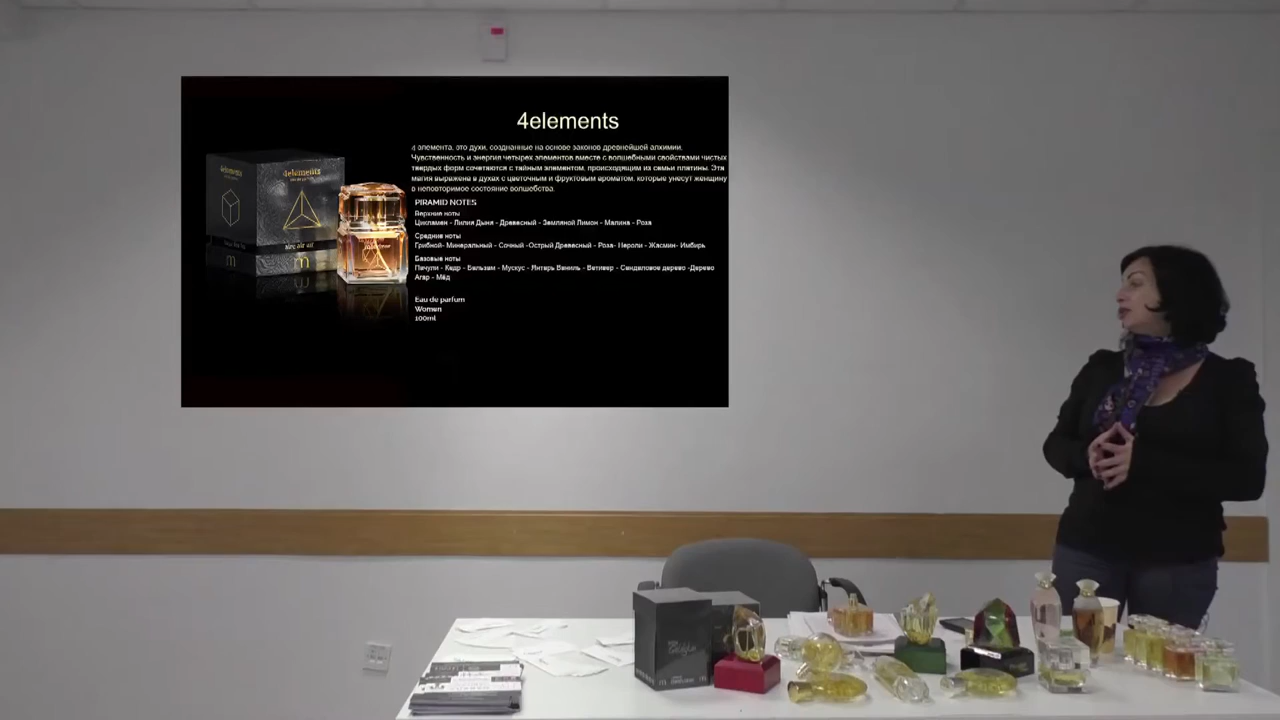 4elements
4 элемента, это духи, созданные на основе законов древнейшей алхимии.
Чувственность и энергия четырех элементов вместе с волшебными свойствами чистых
твердых форм сочетаются с тайным элементом, происходящим из семьи платины. Эта
магия выражена в духах с цветочным и фруктовым ароматом, которые унесут женщину
в неповторимое состояние волшебства.
PIRAMID NOTES
Верхние ноты
Цикламен - Лилия Дыня - Древесный - Земляной Лимон - Малина - Роза
Средние ноты
Грибной- Минеральный - Сочный -Острый Древесный - Роза- Нероли - Жасмин- Имбирь
Базовые ноты
Пачули - Кедр - Бальзам - Мускус - Янтарь Ваниль - Ветивер - Сандаловое дерево -Дерево
Агар - Мёд
Eau de parfum
Women
100ml
4elements
4elements